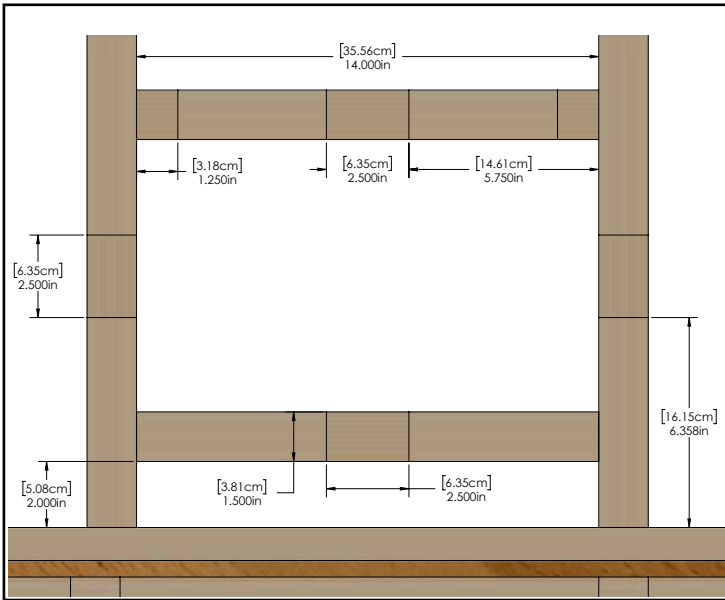 [35.56cm]
14.000in
[3.18cm]
1.250in
[6.35cm]
2.500in
[14.61cm]
5.750in
[6.35cm]
2.500in
[16.15cm]
6.358in
[5.08cm]
2.000in
[3.81cm]
1.500in
[6.35cm]
2.500in